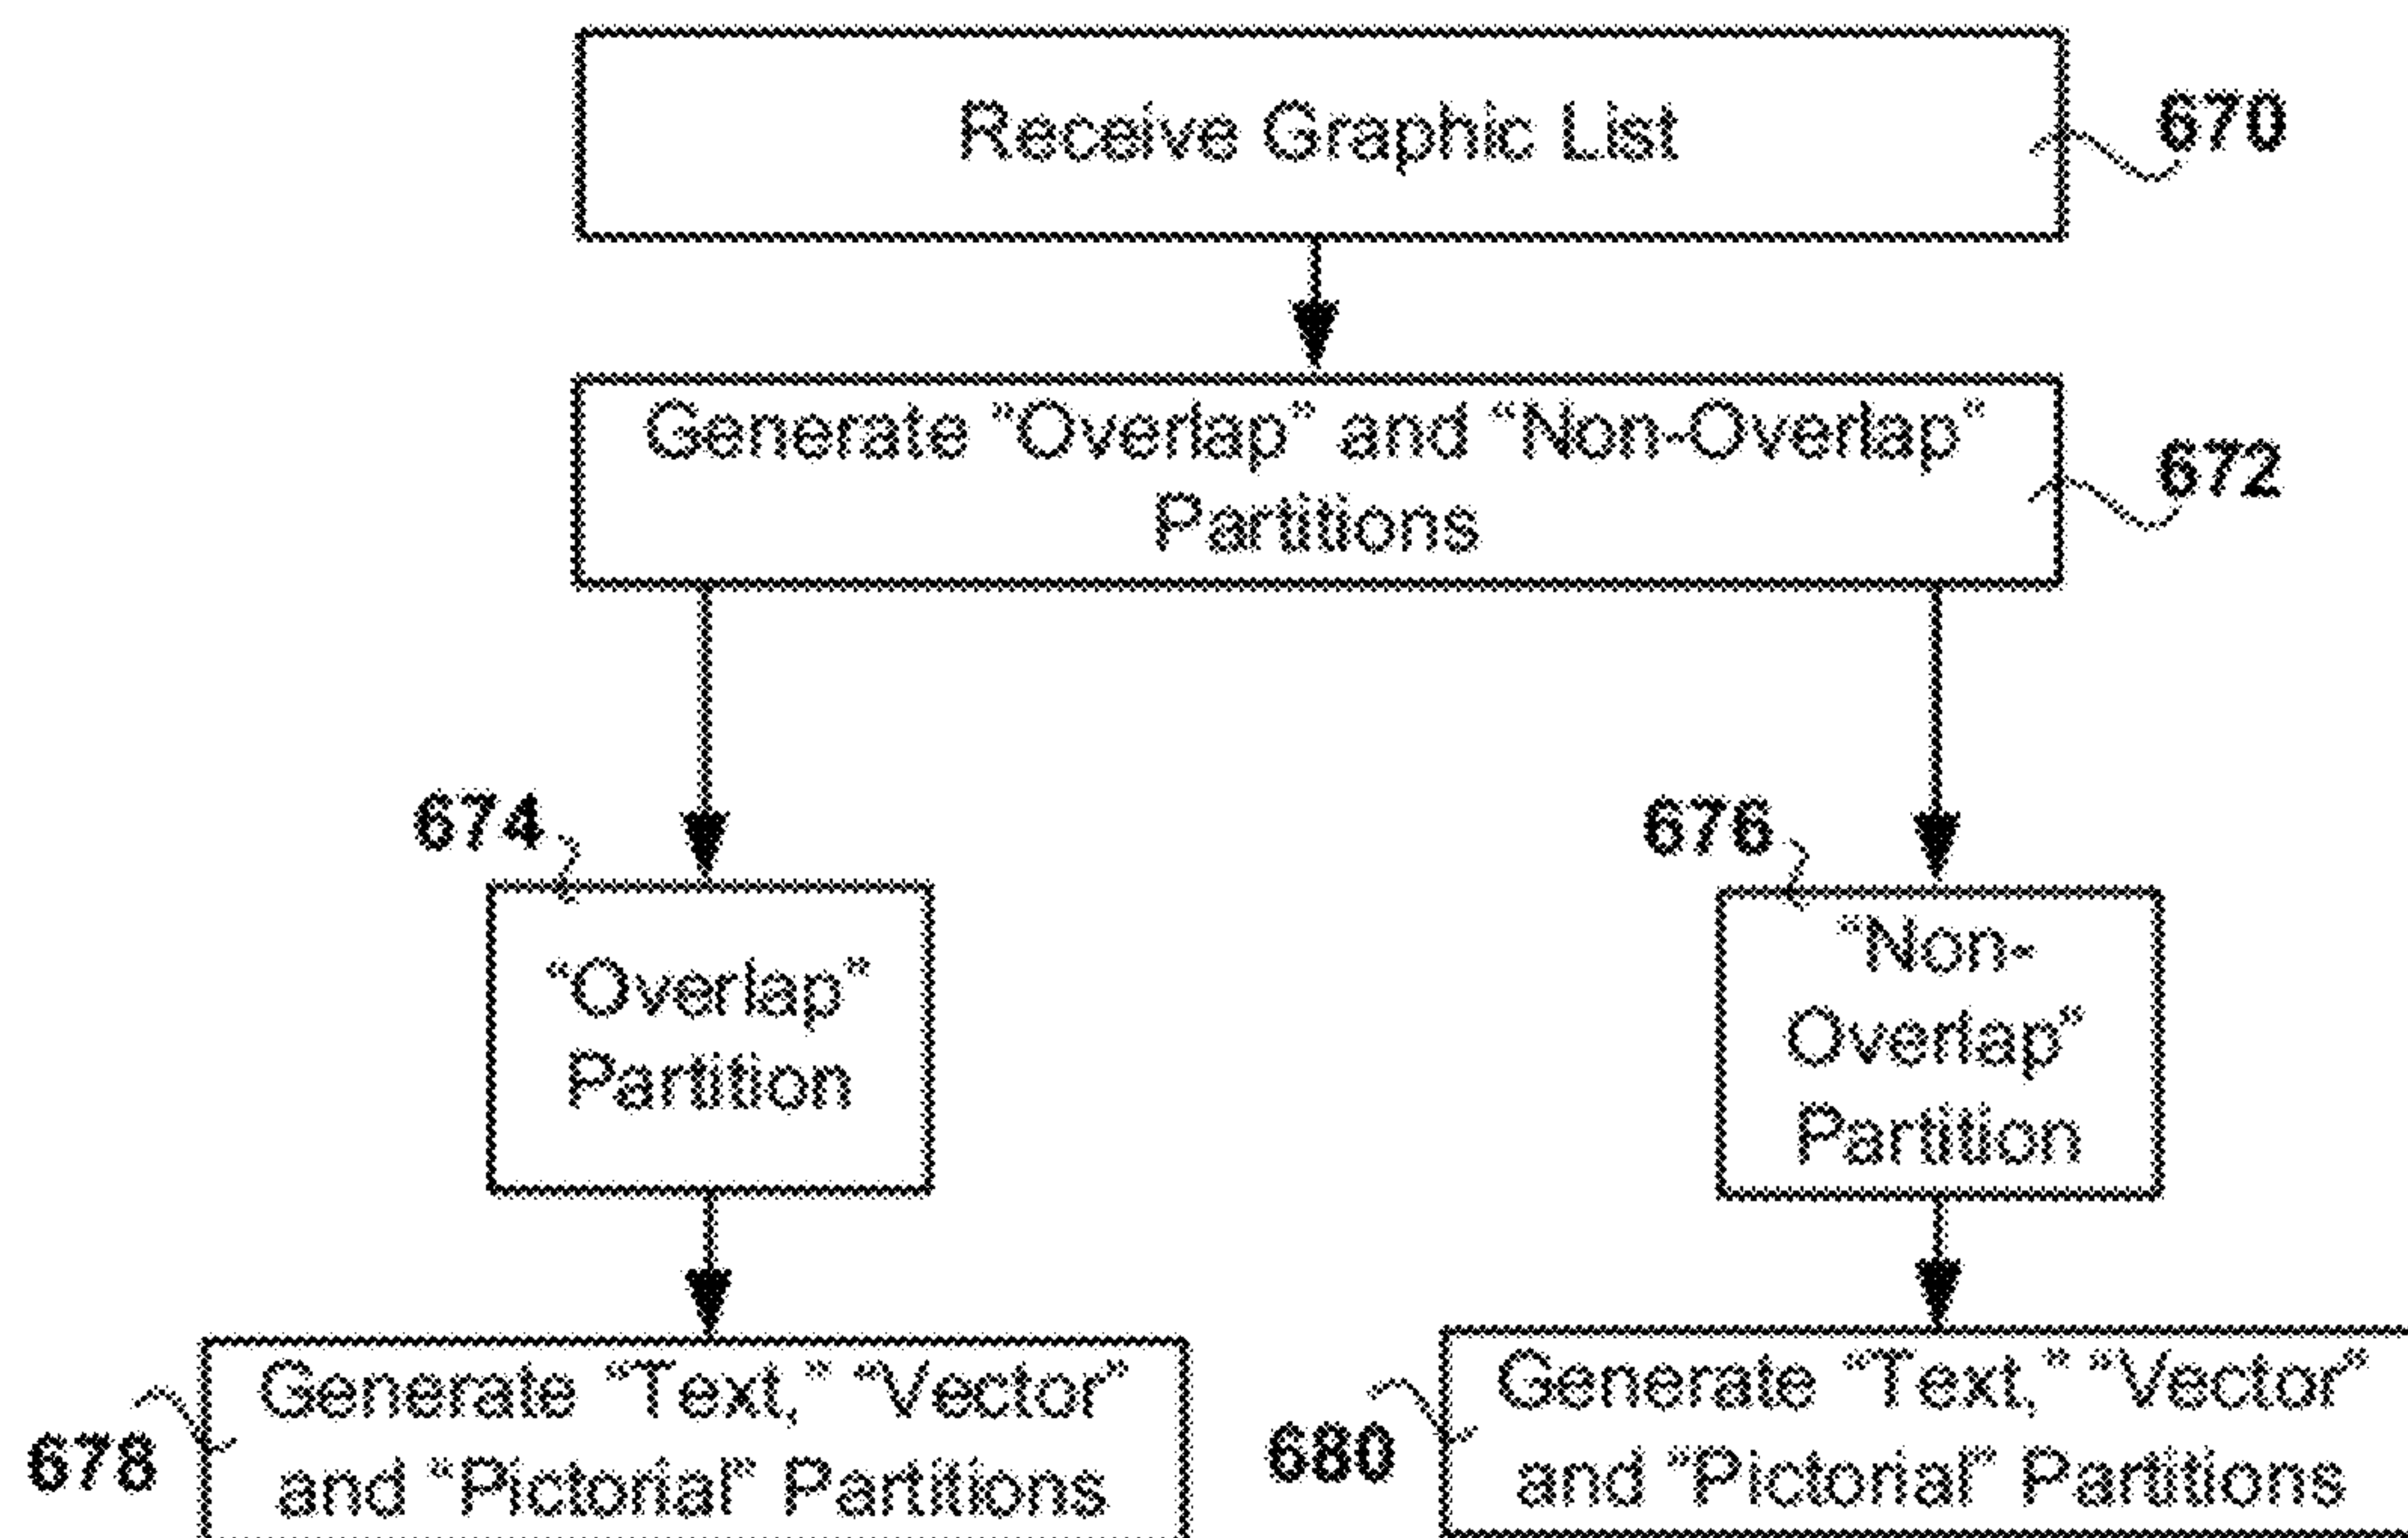 Receive Graphic List
670
Generate "Overlap" and "Non-Overlap"
Partitions
672
674
"Overlap"
Partition
676
"Non-
Overlap"
Partition
678
Generate "Text," "Vector"
and "Pictorial" Partitions
680
Generate "Text," "Vector"
and "Pictorial" Partitions